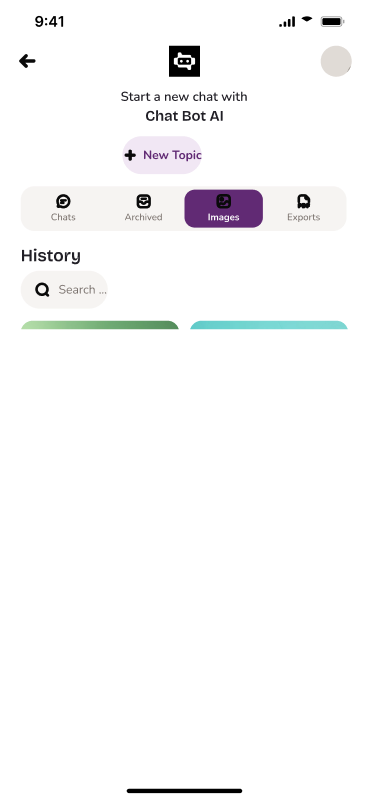 9:41
Start a new chat with
Chat Bot AI
New Topic
Chats
Archived
Images
Exports
History
Search ...